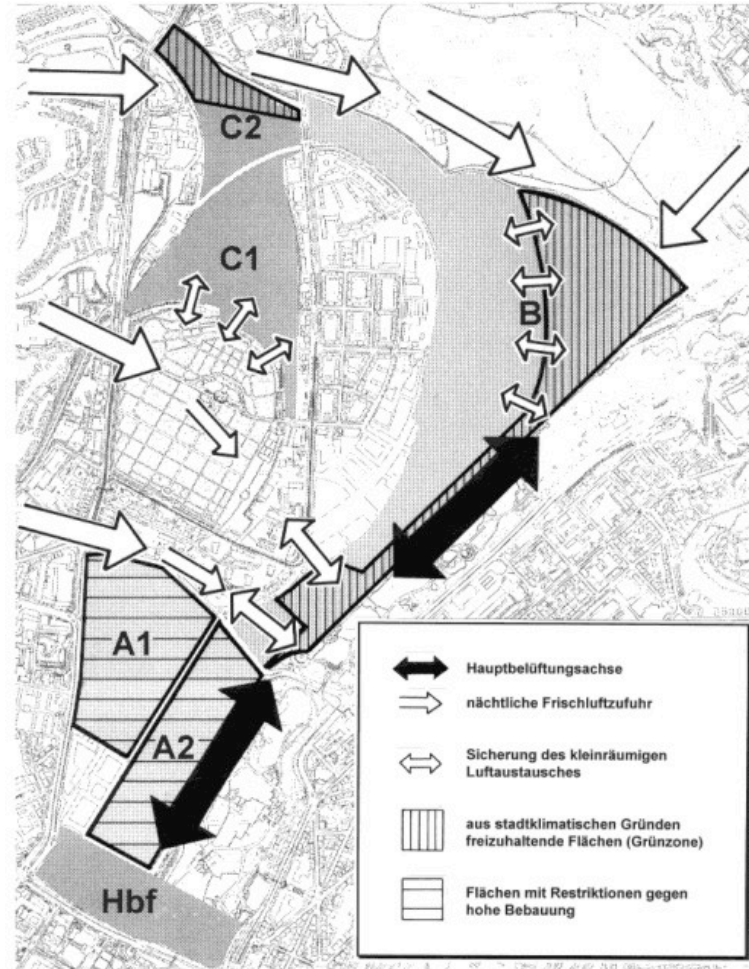 C2
C1
B
A1
A2
Hbf
Hauptbelüftungsachse
nächtliche Frischluftzufuhr
Sicherung des kleinräumigen
Luftaustausches
aus stadtklimatischen Gründen
freizuhaltende Flächen (Grünzone)
Flächen mit Restriktionen gegen
hohe Bebauung